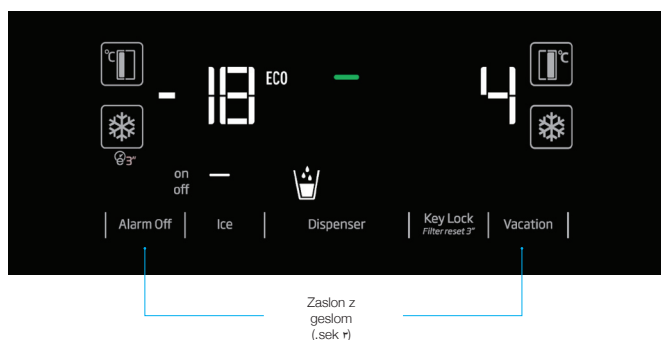 °C
- 18 ECO 4
°C
3"
on
off
Alarm Off Ice Dispenser Key Lock Vacation
Filter reset 3"
Zaslon z
geslom
(.sek ۳)